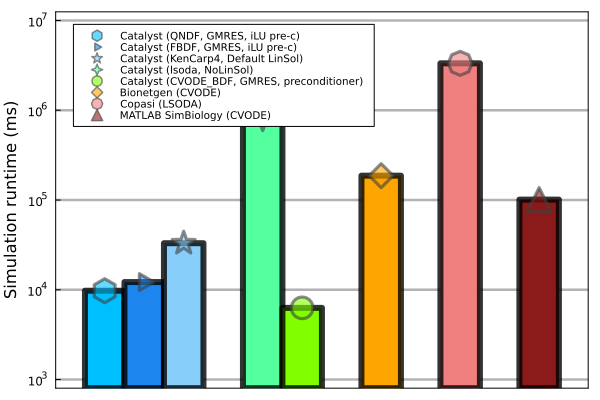 10⁷
Catalyst (QNDF, GMRES, iLU pre-c)
Catalyst (FBDF, GMRES, iLU pre-c)
Catalyst (KenCarp4, Default LinSol)
Catalyst (lsoda, NoLinSol)
Catalyst (CVODE_BDF, GMRES, preconditioner)
Bionetgen (CVODE)
Copasi (LSODA)
MATLAB SimBiology (CVODE)
10⁶
10⁵
10⁴
10³
Simulation runtime (ms)